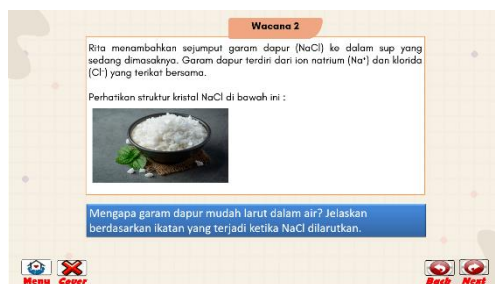 Wacana 2
Rita menambahkan sejumput garam dapur (NaCl) ke dalam sup yang
sedang dimasaknya. Garam dapur terdiri dari ion natrium (Na⁺) dan klorida
(Cl⁻) yang terikat bersama.
Perhatikan struktur kristal NaCl di bawah ini :
Mengapa garam dapur mudah larut dalam air? Jelaskan
berdasarkan ikatan yang terjadi ketika NaCl dilarutkan.
Menu Cover Back Next